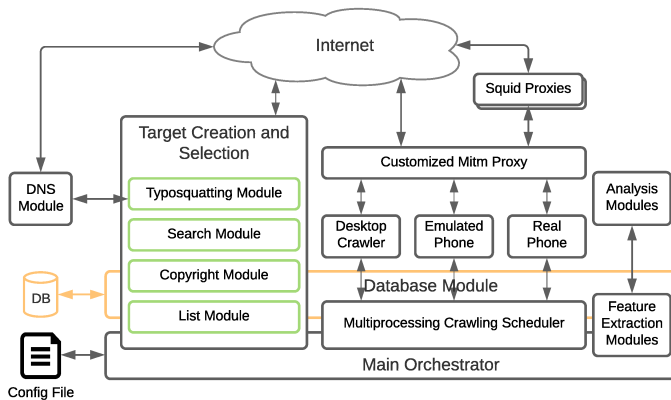 Internet
Squid Proxies
Target Creation and
Selection
Customized Mitm Proxy
DNS
Module
Typosquatting Module
Analysis
Modules
Desktop
Crawler
Emulated
Phone
Real
Phone
Search Module
Copyright Module
DB
Database Module
List Module
Multiprocessing Crawling Scheduler
Feature
Extraction
Modules
Main Orchestrator
Config File